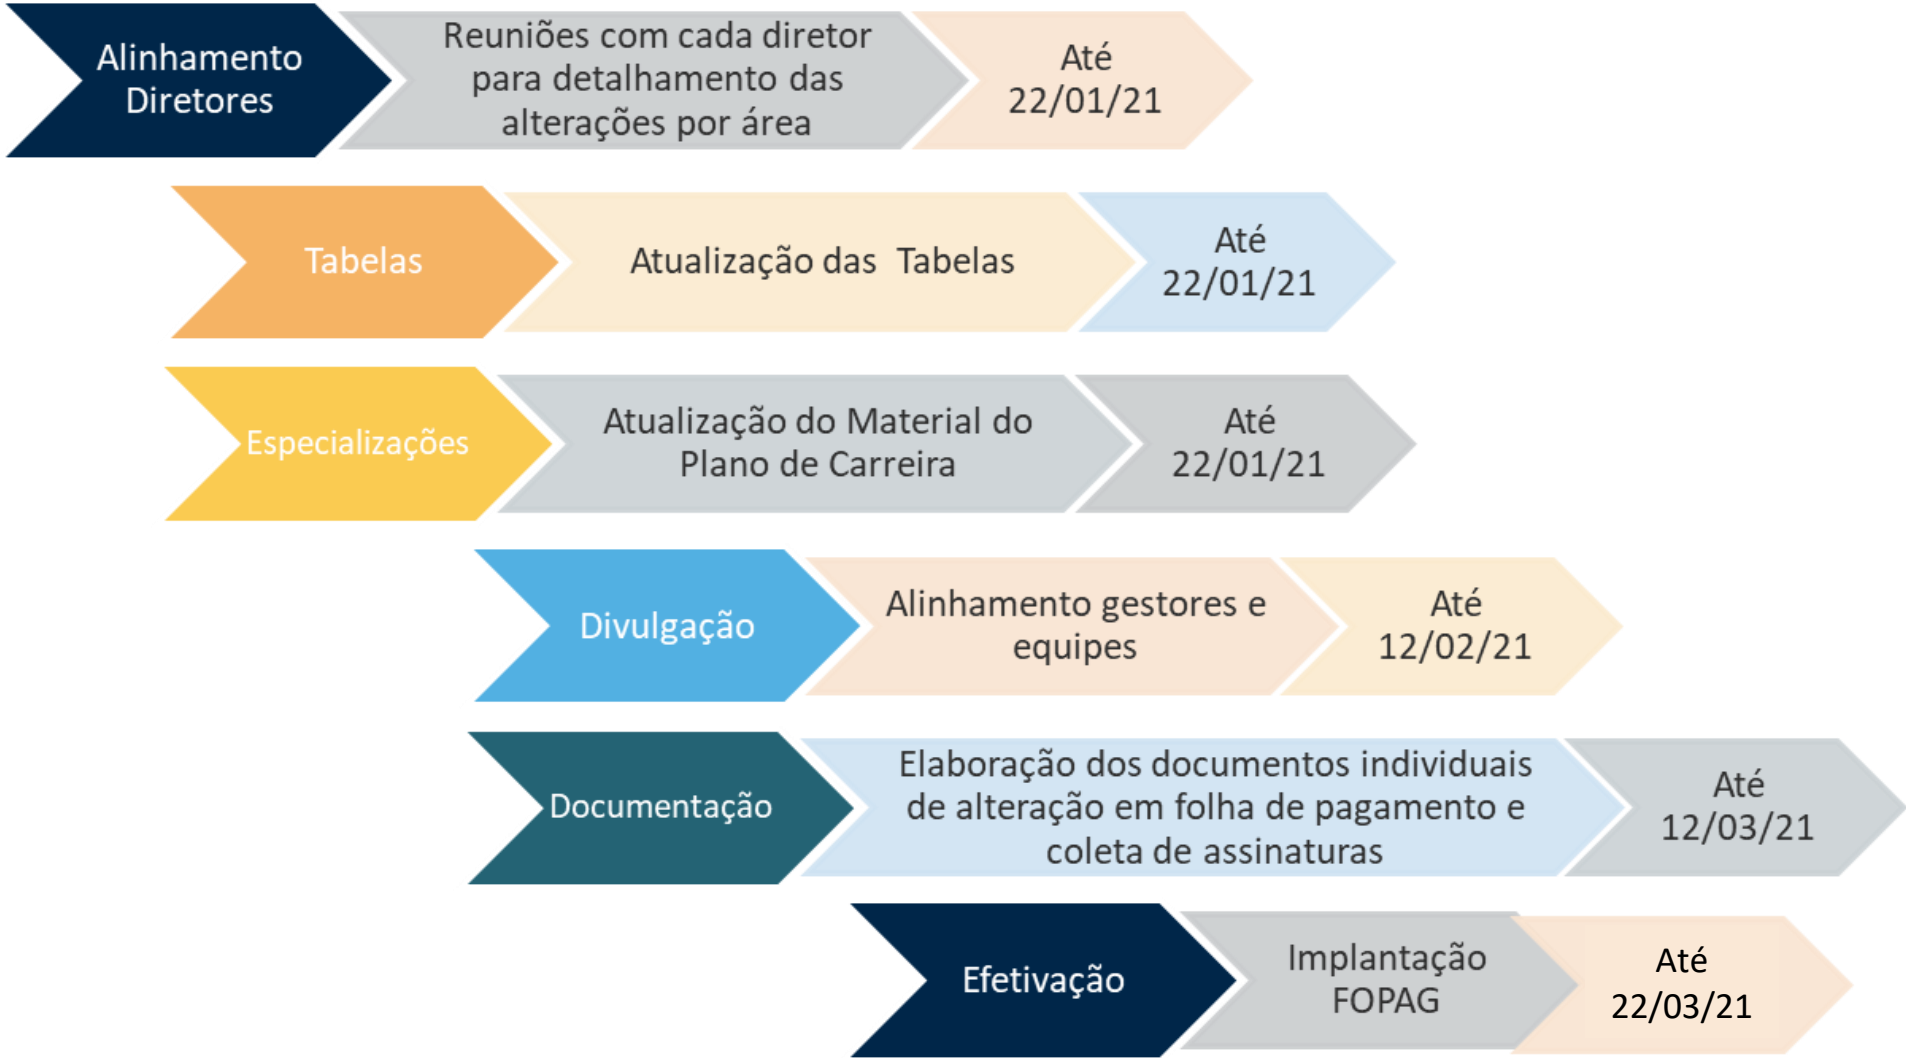 Alinhamento
Diretores
Reuniões com cada diretor
para detalhamento das
alterações por área
Até
22/01/21
Tabelas
Atualização das  Tabelas
Até
22/01/21
Especializações
Atualização do Material do
Plano de Carreira
Até
22/01/21
Divulgação
Alinhamento gestores e
equipes
Até
12/02/21
Documentação
Elaboração dos documentos individuais
de alteração em folha de pagamento e
coleta de assinaturas
Até
12/03/21
Efetivação
Implantação
FOPAG
Até
22/03/21